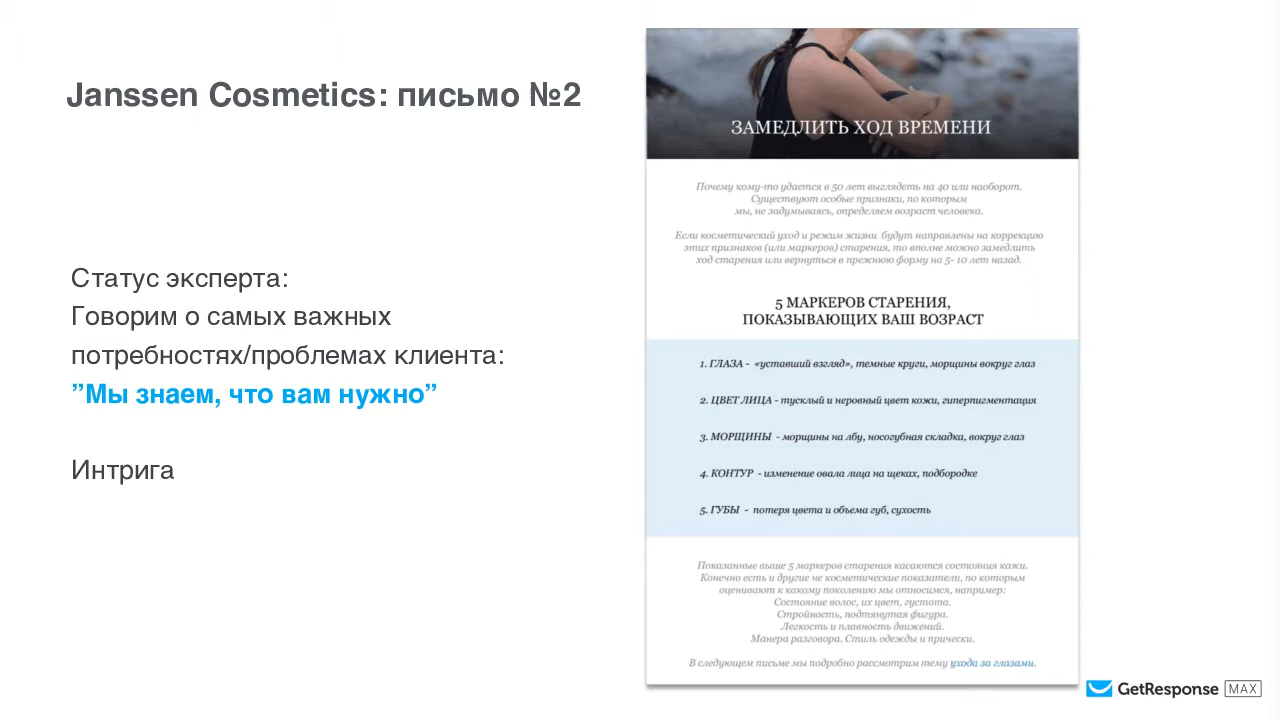 Janssen Cosmetics: письмо №2
Статус эксперта:
Говорим о самых важных
потребностях/проблемах клиента:
”Мы знаем, что вам нужно”
Интрига
ЗАМЕДЛИТЬ ХОД ВРЕМЕНИ
Почему кому-то удается в 50 лет выглядеть на 40 или наоборот.
Существуют особые признаки, по которым
мы, не задумываясь, определяем возраст человека.
Если косметический уход и режим жизни будут направлены на коррекцию
этих признаков (или маркеров) старения, то вполне можно замедлить
ход старения или вернуться в прежнюю форму на 5- 10 лет назад.
5 МАРКЕРОВ СТАРЕНИЯ,
ПОКАЗЫВАЮЩИХ ВАШ ВОЗРАСТ
1. ГЛАЗА - «уставший взгляд», темные круги, морщины вокруг глаз
2. ЦВЕТ ЛИЦА - тусклый и неровный цвет кожи, гиперпигментация
3. МОРЩИНЫ - морщины на лбу, носогубная складка, вокруг глаз
4. КОНТУР - изменение овала лица на щеках, подбородке
5. ГУБЫ - потеря цвета и объема губ, сухость
Показанные выше 5 маркеров старения касаются состояния кожи.
Конечно есть и другие не косметические показатели, по которым
оценивают к какому поколению мы относимся, например:
Состояние волос, их цвет, густота.
Стройность, подтянутая фигура.
Легкость и плавность движений.
Манера разговора. Стиль одежды и прически.
В следующем письме мы подробно рассмотрим тему ухода за глазами.
GetResponse MAX